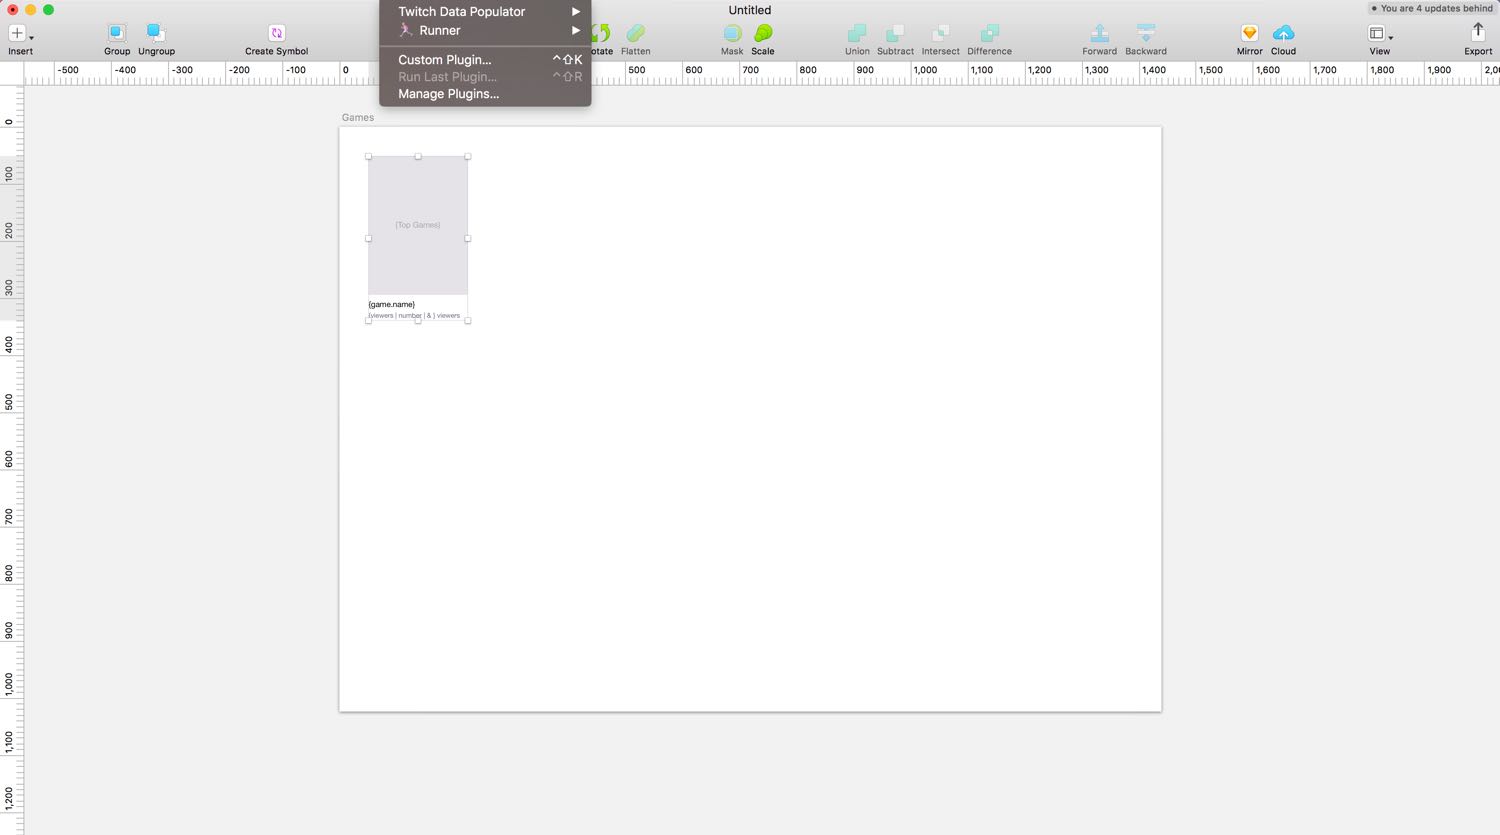 Twitch Data Populator
Untitled
You are 4 updates behind
Runner
Insert
Group
Ungroup
Create Symbol
Custom Plugin... ^⇧K
Run Last Plugin... ^⇧R
Manage Plugins...
otate
Flatten
Mask
Scale
Union
Subtract
Intersect
Difference
Forward
Backward
Mirror
Cloud
View
Export
-500 -400 -300 -200 -100 0 500 600 700 800 900 1,000 1,100 1,200 1,300 1,400 1,500 1,600 1,700 1,800 1,900 2,0
Games
{Top Games}
{game.name}
{viewers | number | & } viewers
0
100
200
300
400
500
600
700
800
900
1,000
1,100
1,200